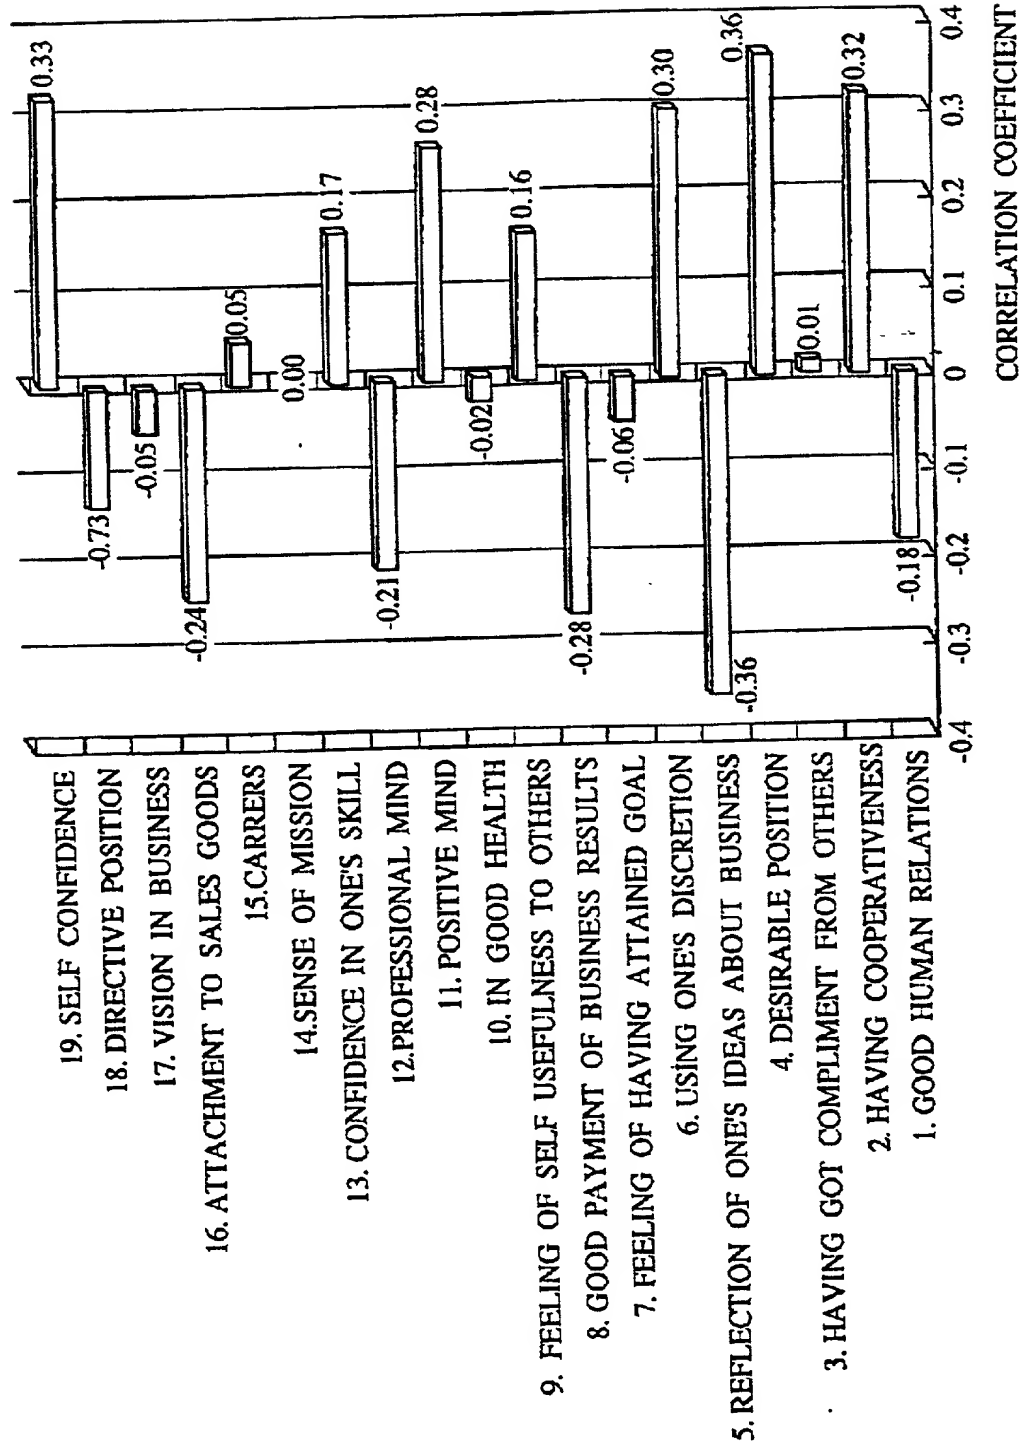 19. SELF CONFIDENCE
18. DIRECTIVE POSITION
17. VISION IN BUSINESS
16. ATTACHMENT TO SALES GOODS
15.CARRERS
14.SENSE OF MISSION
13. CONFIDENCE IN ONE'S SKILL
12.PROFESSIONAL MIND
11. POSITIVE MIND
10. IN GOOD HEALTH
9. FEELING OF SELF USEFULNESS TO OTHERS
8. GOOD PAYMENT OF BUSINESS RESULTS
7. FEELING OF HAVING ATTAINED GOAL
6. USING ONE'S DISCRETION
5. REFLECTION OF ONE'S IDEAS ABOUT BUSINESS
4. DESIRABLE POSITION
3. HAVING GOT COMPLIMENT FROM OTHERS
2. HAVING COOPERATIVENESS
1. GOOD HUMAN RELATIONS
0.33
-0.73
-0.05
-0.24
0.05
0.00
0.17
-0.21
0.28
-0.02
0.16
-0.28
-0.06
0.30
-0.36
0.36
0.01
0.32
-0.18
-0.4
-0.3
-0.2
-0.1
0
0.1
0.2
0.3
0.4
CORRELATION COEFFICIENT